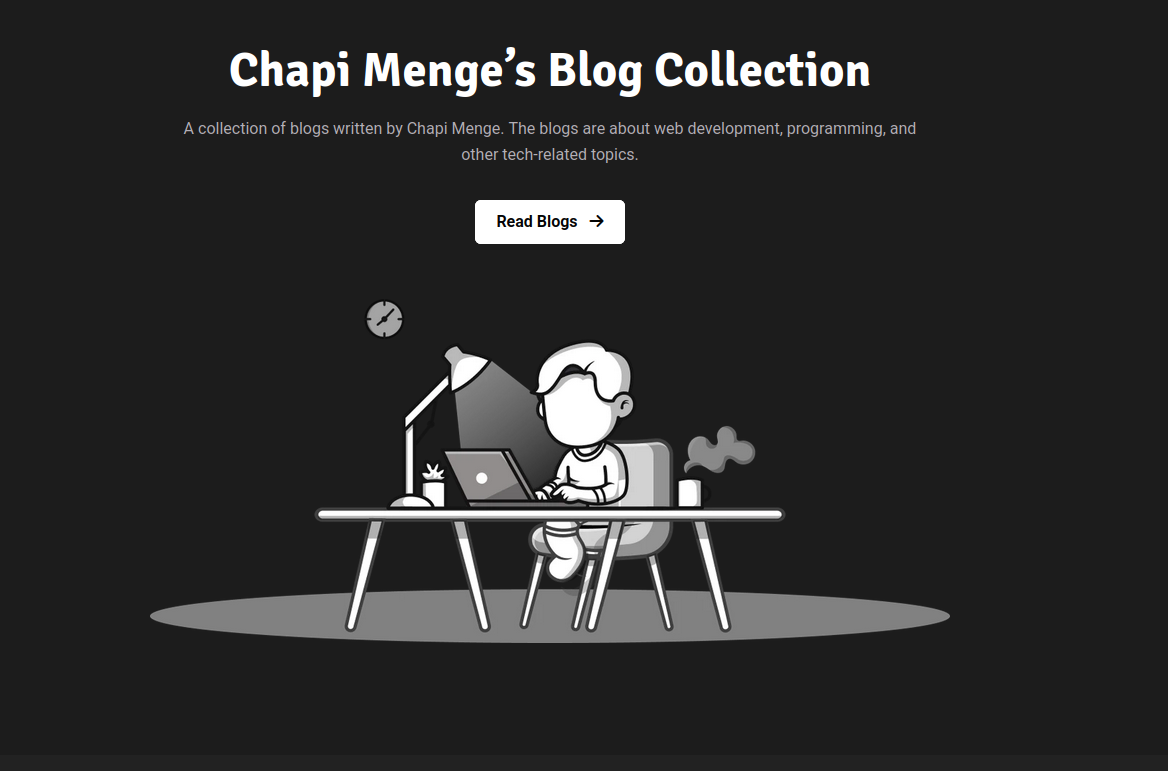 Chapi Menge’s Blog Collection
A collection of blogs written by Chapi Menge. The blogs are about web development, programming, and
other tech-related topics.
Read Blogs